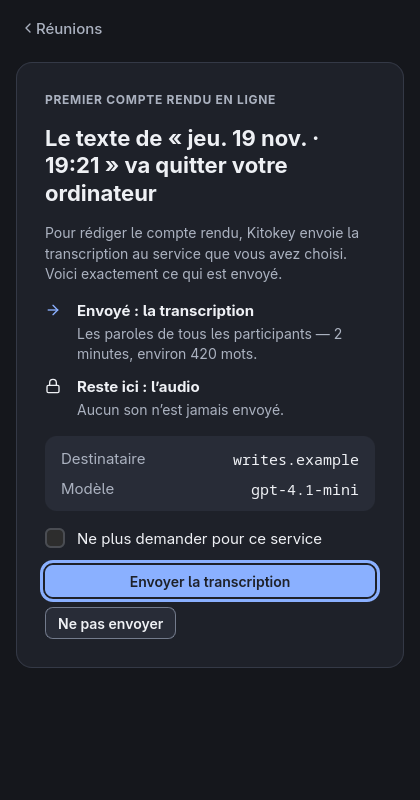 Réunions
PREMIER COMPTE RENDU EN LIGNE
Le texte de « jeu. 19 nov. ·
19:21 » va quitter votre
ordinateur
Pour rédiger le compte rendu, Kitokey envoie la
transcription au service que vous avez choisi.
Voici exactement ce qui est envoyé.
Envoyé : la transcription
Les paroles de tous les participants — 2
minutes, environ 420 mots.
Reste ici : l’audio
Aucun son n’est jamais envoyé.
Destinataire writes.example
Modèle gpt-4.1-mini
Ne plus demander pour ce service
Envoyer la transcription
Ne pas envoyer